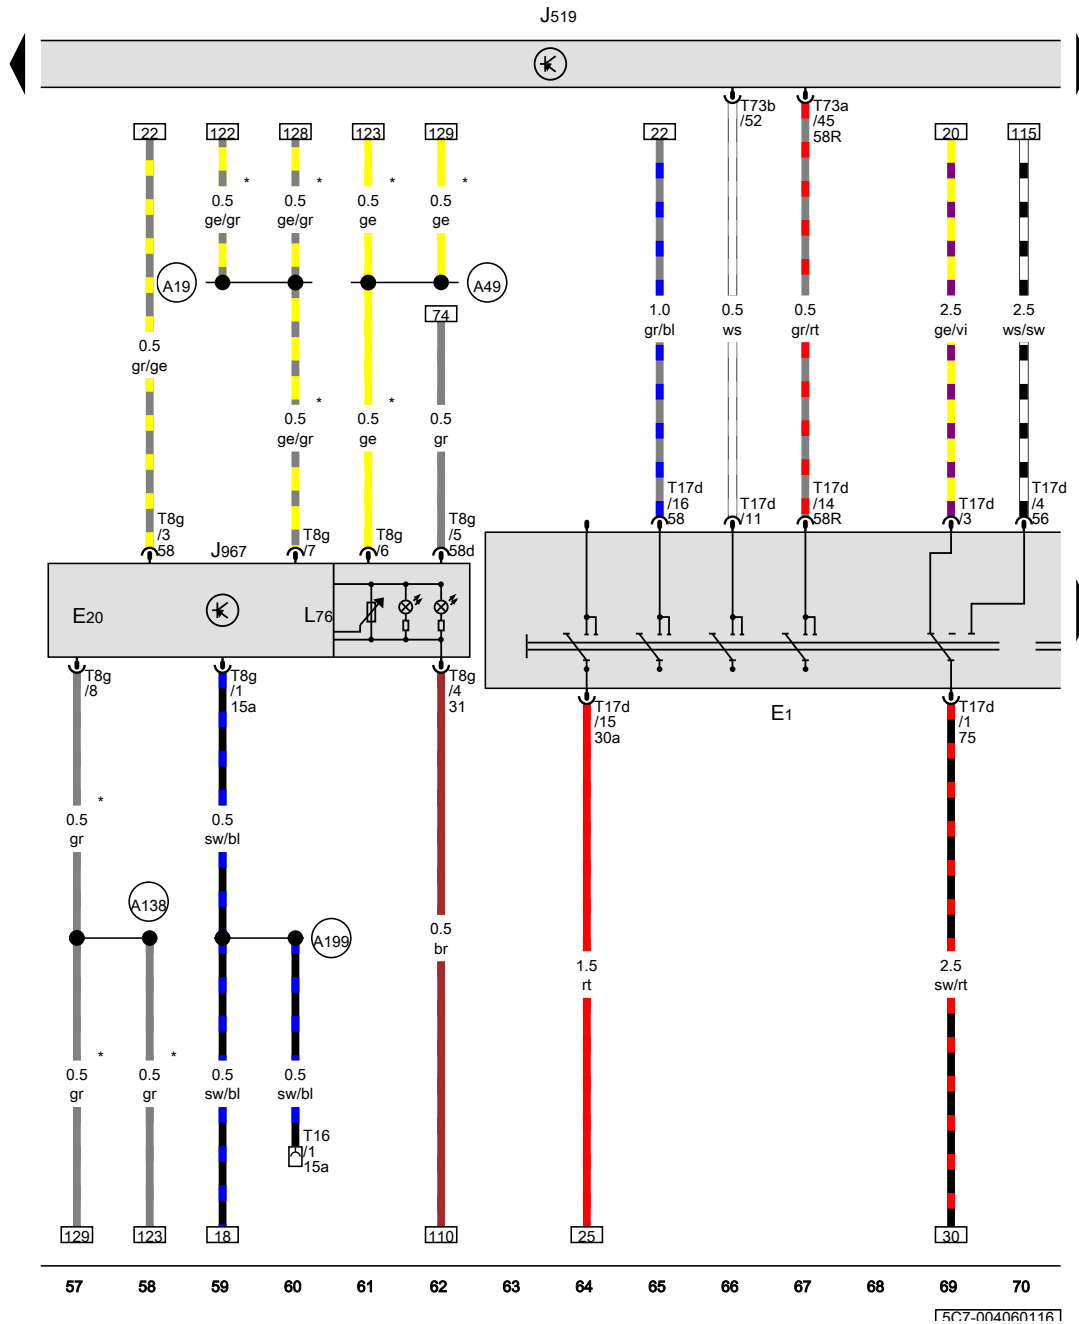 J519
T73b
/52
T73a
/45
58R
22
122
128
123
129
22
20
115
*
*
*
*
0.5
ge/gr
0.5
ge/gr
0.5
ge
0.5
ge
A19
A49
74
0.5
gr/ge
1.0
gr/bl
0.5
ws
0.5
gr/rt
2.5
ge/vi
2.5
ws/sw
*
*
0.5
ge/gr
0.5
ge
0.5
gr
T8g
/3
58
J967
T8g
/7
T8g
/6
T8g
/5
58d
T17d
/16
58
T17d
/11
T17d
/14
58R
T17d
/3
T17d
/4
56
E20
L76
T8g
/8
T8g
/1
15a
T8g
/4
31
T17d
/15
30a
E1
T17d
/1
75
*
0.5
gr
0.5
sw/bl
A138
A199
0.5
br
1.5
rt
2.5
sw/rt
*
*
0.5
gr
0.5
gr
0.5
sw/bl
0.5
sw/bl
T16
/1
15a
129
123
18
110
25
30
57 58 59 60 61 62 63 64 65 66 67 68 69 70
5C7-004060116